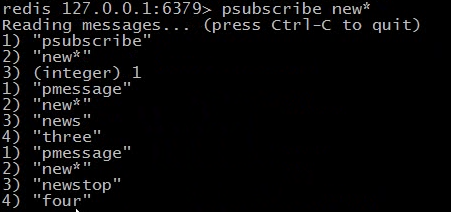 redis 127.0.0.1:6379> psubscribe new*
Reading messages... (press Ctrl-C to quit)
1) "psubscribe"
2) "new*"
3) (integer) 1
1) "pmessage"
2) "new*"
3) "news"
4) "three"
1) "pmessage"
2) "new*"
3) "newstop"
4) "four"